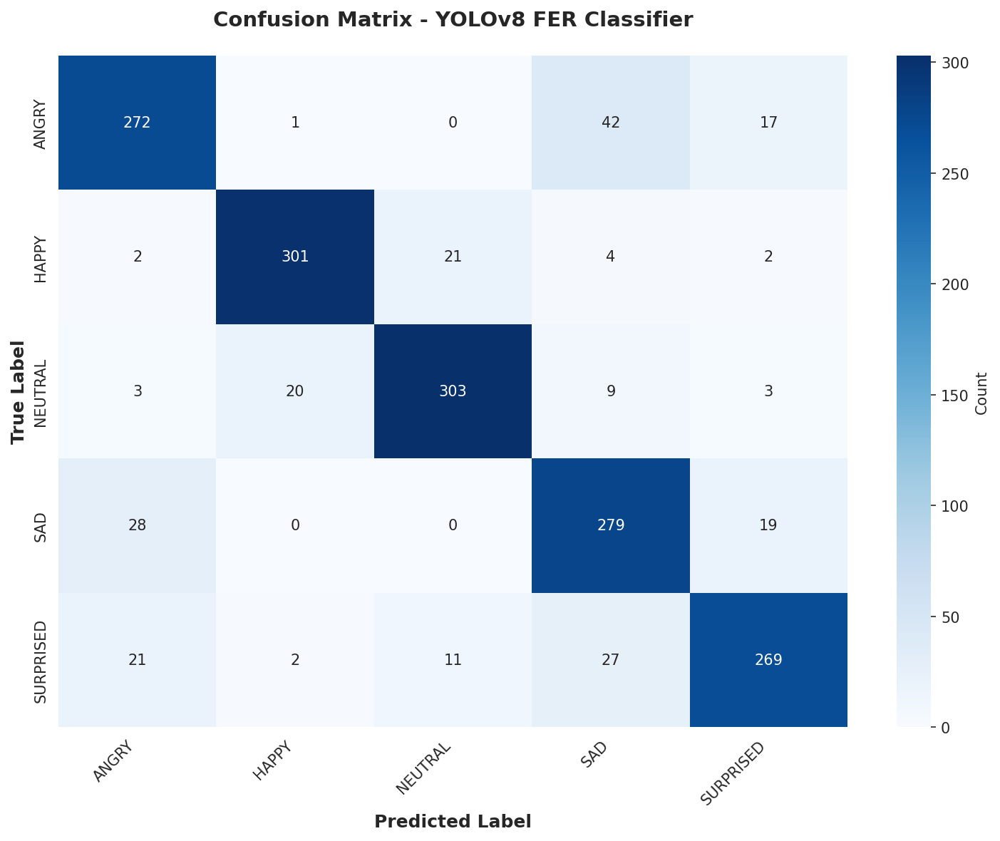 Confusion Matrix - YOLOv8 FER Classifier
True Label
ANGRY 272 1 0 42 17
HAPPY 2 301 21 4 2
NEUTRAL 3 20 303 9 3
SAD 28 0 0 279 19
SURPRISED 21 2 11 27 269
ANGRY HAPPY NEUTRAL SAD SURPRISED
Predicted Label
300
250
200
150
100
50
0
Count